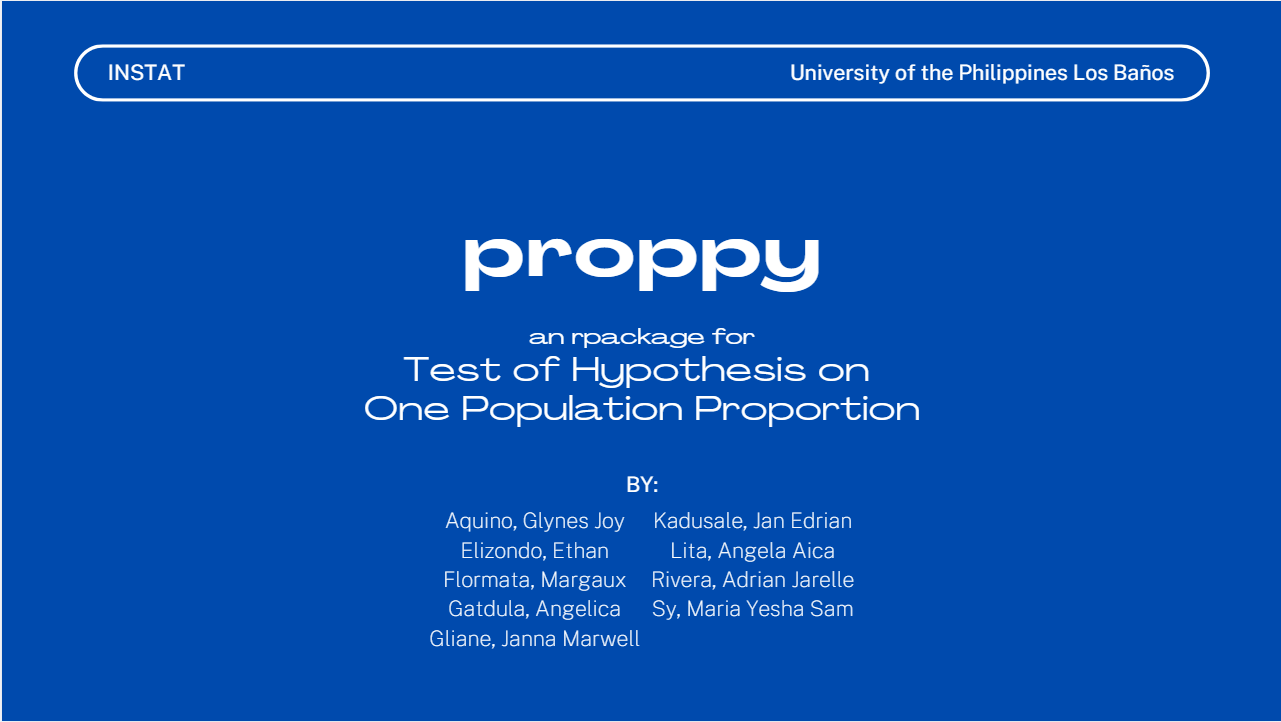 INSTAT
University of the Philippines Los Baños
proppy
an rpackage for
Test of Hypothesis on
One Population Proportion
BY:
Aquino, Glynes Joy
Elizondo, Ethan
Flormata, Margaux
Gatdula, Angelica
Gliane, Janna Marwell
Kadusale, Jan Edrian
Lita, Angela Aica
Rivera, Adrian Jarelle
Sy, Maria Yesha Sam